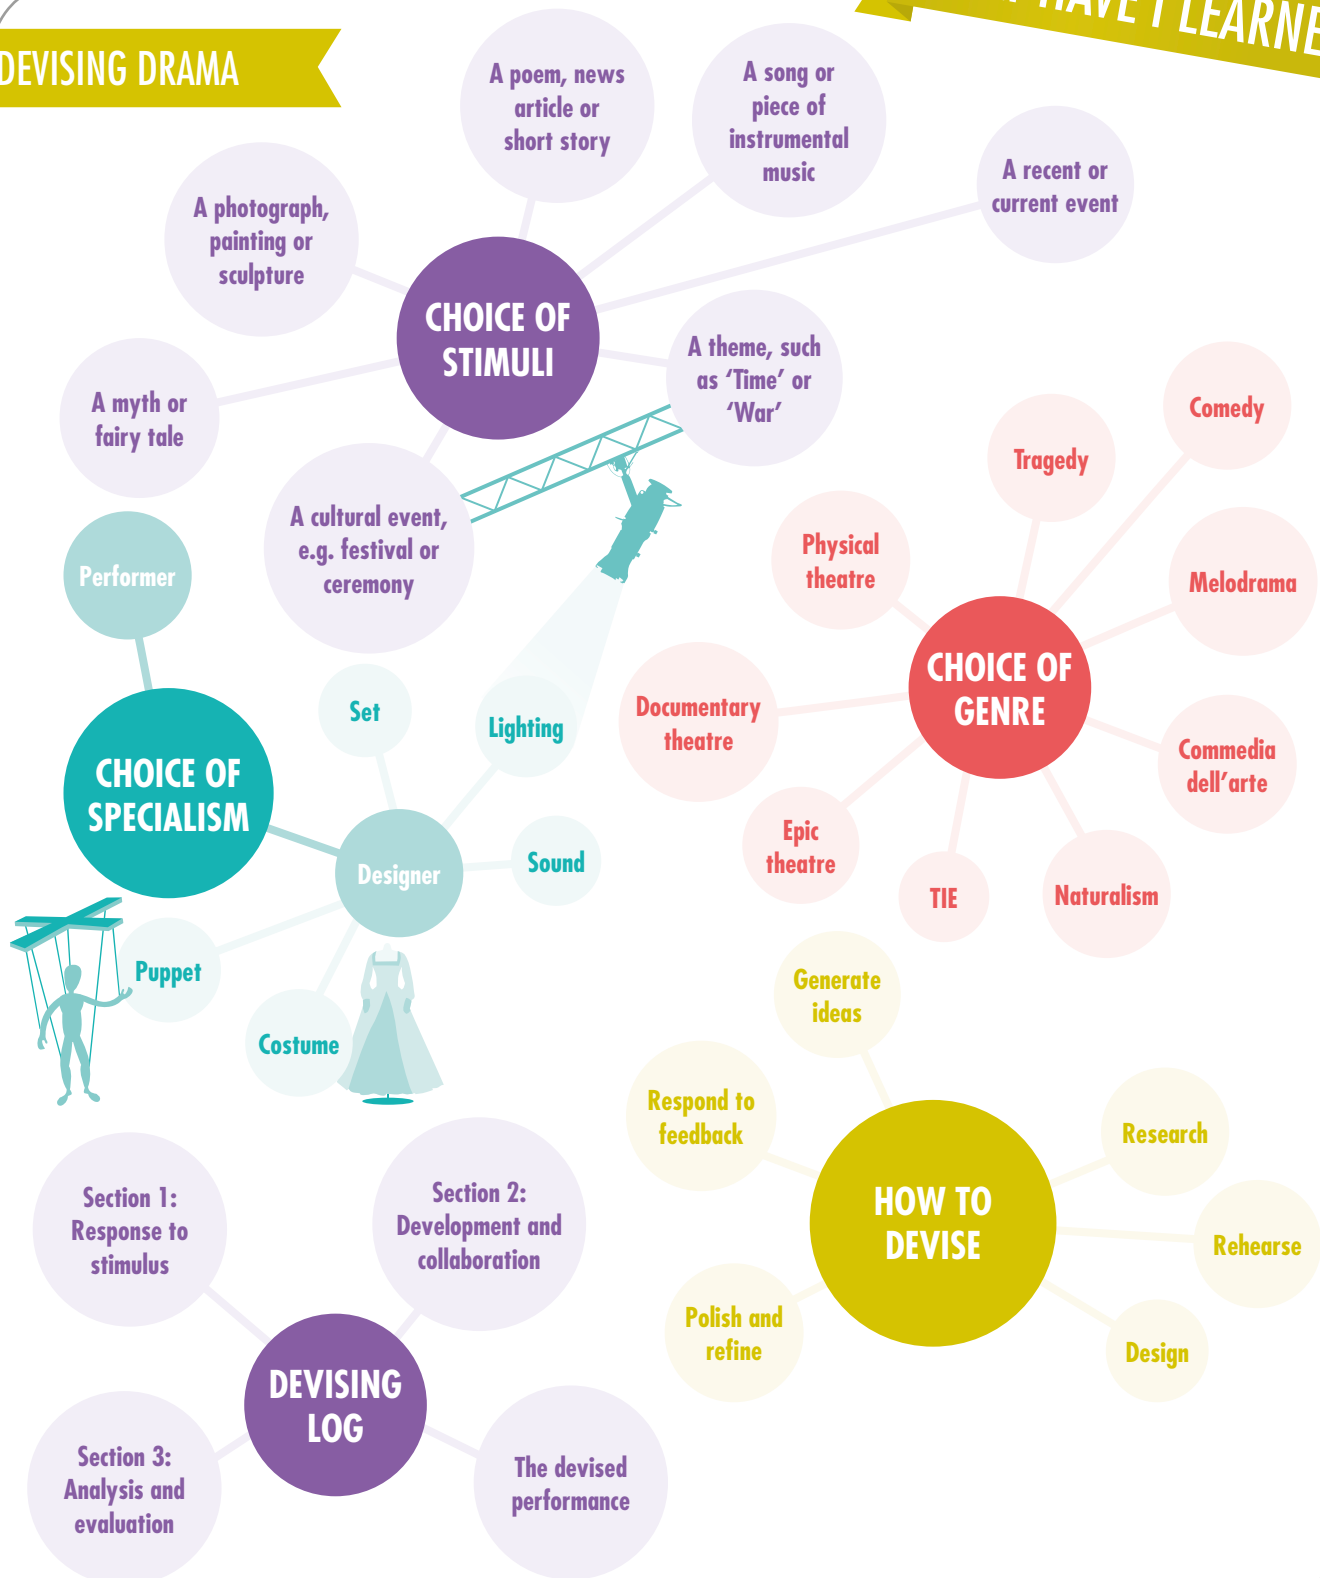 DEVISING DRAMA
HAVE I LEARNE
A poem, news
article or
short story
A song or
piece of
instrumental
music
A recent or
current event
A photograph,
painting or
sculpture
CHOICE OF
STIMULI
A theme, such
as ‘Time’ or
‘War’
A myth or
fairy tale
A cultural event,
e.g. festival or
ceremony
Performer
CHOICE OF
SPECIALISM
Set
Lighting
Designer
Sound
Puppet
Costume
Comedy
Tragedy
Physical
theatre
Melodrama
CHOICE OF
GENRE
Documentary
theatre
Commedia
dell’arte
Epic
theatre
TIE
Naturalism
Generate
ideas
Respond to
feedback
Research
HOW TO
DEVISE
Rehearse
Polish and
refine
Design
Section 1:
Response to
stimulus
Section 2:
Development and
collaboration
DEVISING
LOG
Section 3:
Analysis and
evaluation
The devised
performance